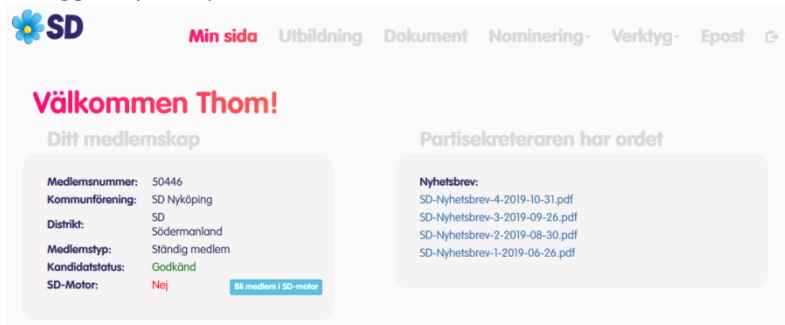 SD
Min sida Utbildning Dokument Nominering Verktyg Epost
Välkommen Thom!
Ditt medlemskap
Medlemsnummer: 50446
Kommunförening: SD Nyköping
Distrikt: SD Södermanland
Medlemstyp: Ständig medlem
Kandidatstatus: Godkänd
SD-Motor: Nej
Bli medlem i SD-motor
Partisekreteraren har ordet
Nyhetsbrev:
SD-Nyhetsbrev-4-2019-10-31.pdf
SD-Nyhetsbrev-3-2019-09-26.pdf
SD-Nyhetsbrev-2-2019-08-30.pdf
SD-Nyhetsbrev-1-2019-06-26.pdf